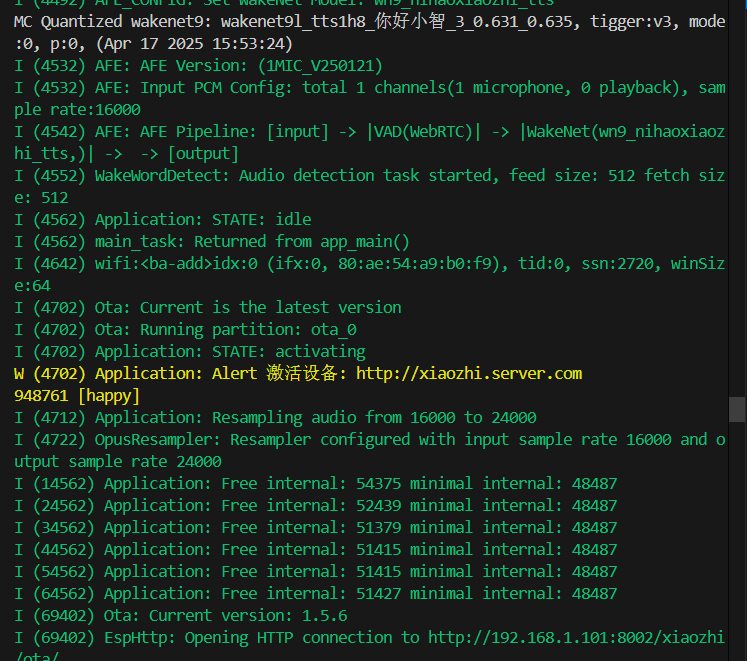 I (4492) AFE_CONFIG: Set WakeNet Model: wn9_nihaoxiaozhi_tts
MC Quantized wakenet9: wakenet9l_tts1h8_你好小智_3_0.631_0.635, tigger:v3, mode
:0, p:0, (Apr 17 2025 15:53:24)
I (4532) AFE: AFE Version: (1MIC_V250121)
I (4532) AFE: Input PCM Config: total 1 channels(1 microphone, 0 playback), sam
ple rate:16000
I (4542) AFE: AFE Pipeline: [input] -> |VAD(WebRTC)| -> |WakeNet(wn9_nihaoxiaoz
hi_tts,)| ->  -> [output]
I (4552) WakeWordDetect: Audio detection task started, feed size: 512 fetch siz
e: 512
I (4562) Application: STATE: idle
I (4562) main_task: Returned from app_main()
I (4642) wifi:<ba-add>idx:0 (ifx:0, 80:ae:54:a9:b0:f9), tid:0, ssn:2720, winSiz
e:64
I (4702) Ota: Current is the latest version
I (4702) Ota: Running partition: ota_0
I (4702) Application: STATE: activating
W (4702) Application: Alert 激活设备: http://xiaozhi.server.com
948761 [happy]
I (4712) Application: Resampling audio from 16000 to 24000
I (4722) OpusResampler: Resampler configured with input sample rate 16000 and o
utput sample rate 24000
I (14562) Application: Free internal: 54375 minimal internal: 48487
I (24562) Application: Free internal: 52439 minimal internal: 48487
I (34562) Application: Free internal: 51379 minimal internal: 48487
I (44562) Application: Free internal: 51415 minimal internal: 48487
I (54562) Application: Free internal: 51415 minimal internal: 48487
I (64562) Application: Free internal: 51427 minimal internal: 48487
I (69402) Ota: Current version: 1.5.6
I (69402) EspHttp: Opening HTTP connection to http://192.168.1.101:8002/xiaozhi
/ota/